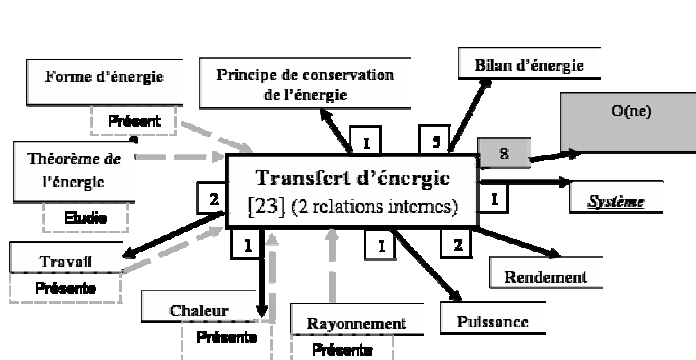 Forme d'énergie
Présent
Principe de conservation
de l'énergie
Bilan d'énergie
O(ne)
Théorème de
l'énergie
Etudie
1
5
8
Transfert d'énergie
[23] (2 relations internes)
2
1
Système
Travail
Présente
1
1
2
Rendement
Chaleur
Présente
Rayonnement
Présente
Puissance